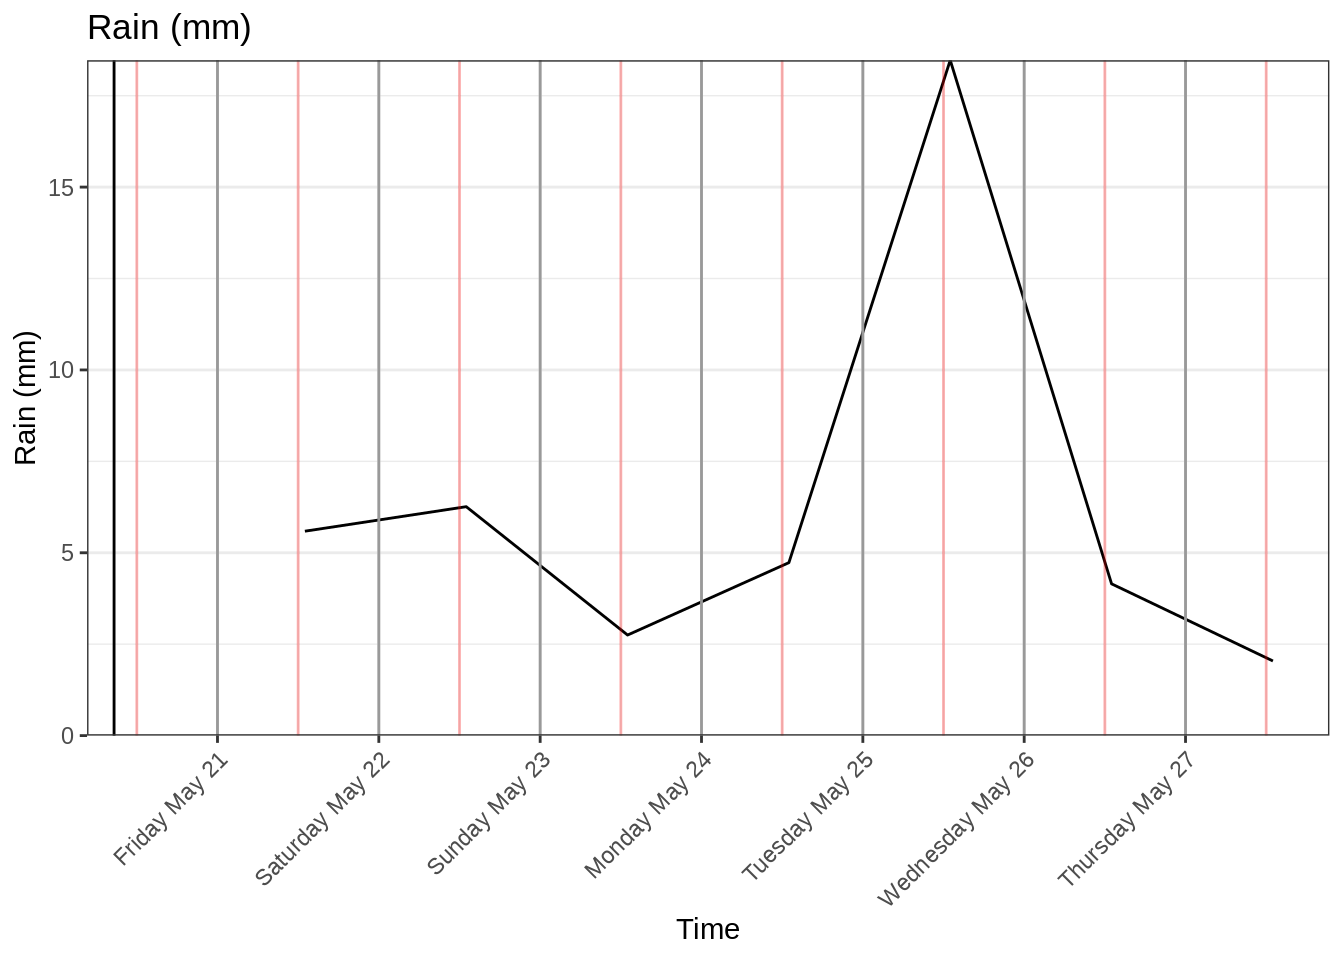 Rain (mm)
Rain (mm)
15
10
5
0
Friday May 21
Saturday May 22
Sunday May 23
Monday May 24
Tuesday May 25
Wednesday May 26
Thursday May 27
Time